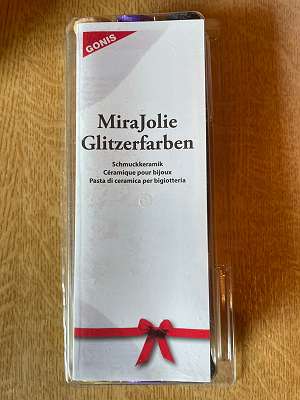 GONIS
MiraJolie
Glitzerfarben
Schmuckkeramik
Céramique pour bijoux
Pasta di ceramica per bigiotteria